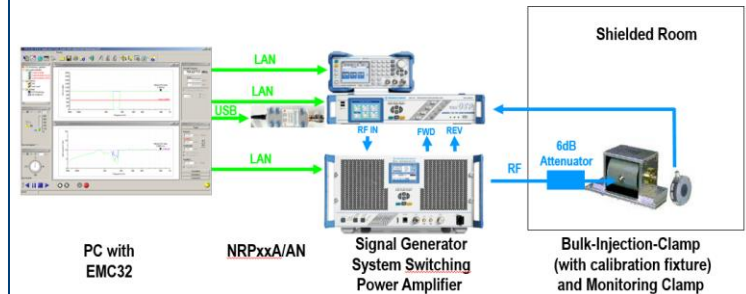 Shielded Room
LAN
LAN
USB
RF IN
FWD
REV
6dB
Attenuator
LAN
RF
PC with
EMC32
NRPxxA/AN
Signal Generator
System Switching
Power Amplifier
Bulk-Injection-Clamp
(with calibration fixture)
and Monitoring Clamp